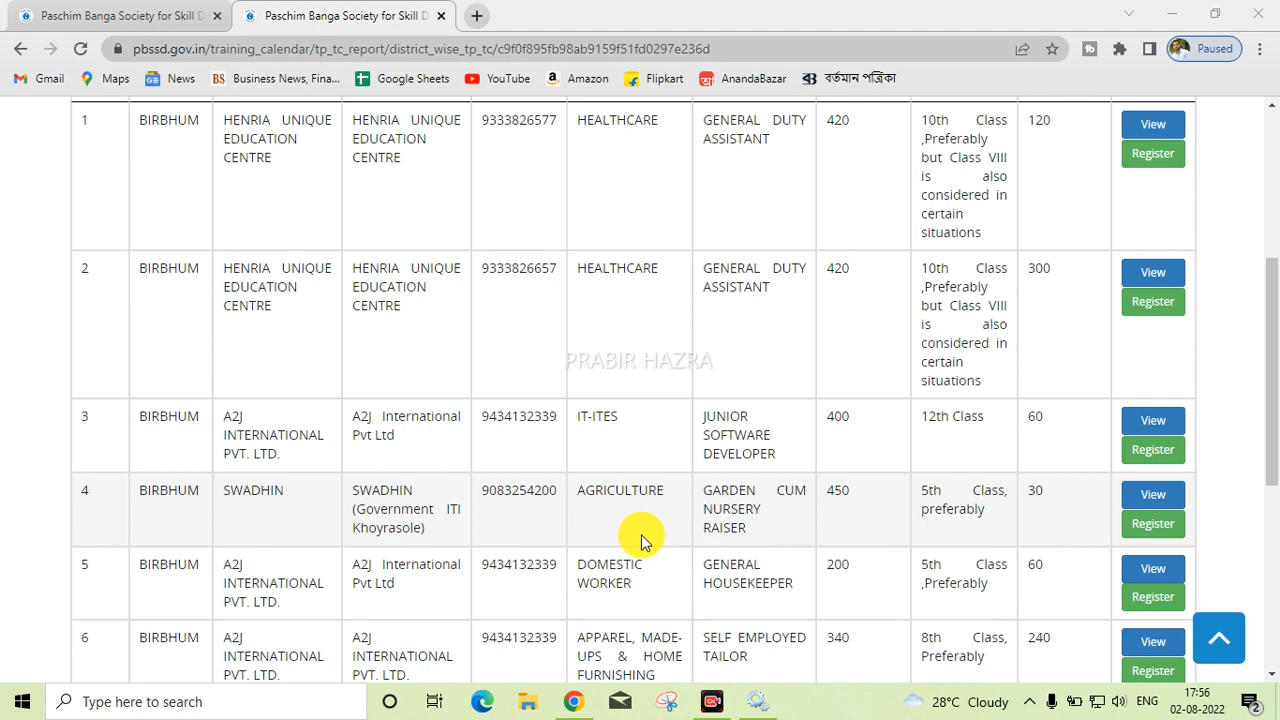 Paschim Banga Society for Skill D
Paschim Banga Society for Skill D
pbssd.gov.in/training_calendar/tp_tc_report/district_wise_tp_tc/c9f0f895fb98ab9159f51fd0297e236d
Paused
Gmail
Maps
News
BS Business News, Fina...
Google Sheets
YouTube
Amazon
Flipkart
AnandaBazar
বর্তমান পত্রিকা
1
BIRBHUM
HENRIA UNIQUE
EDUCATION
CENTRE
HENRIA UNIQUE
EDUCATION
CENTRE
9333826577
HEALTHCARE
GENERAL DUTY
ASSISTANT
420
10th Class
,Preferably
but Class VIII
is also
considered in
certain
situations
120
View
Register
2
BIRBHUM
HENRIA UNIQUE
EDUCATION
CENTRE
HENRIA UNIQUE
EDUCATION
CENTRE
9333826657
HEALTHCARE
GENERAL DUTY
ASSISTANT
420
10th Class
,Preferably
but Class VIII
is also
considered in
certain
situations
300
View
Register
PRABIR HAZRA
3
BIRBHUM
A2J
INTERNATIONAL
PVT. LTD.
A2J International
Pvt Ltd
9434132339
IT-ITES
JUNIOR
SOFTWARE
DEVELOPER
400
12th Class
60
View
Register
4
BIRBHUM
SWADHIN
SWADHIN
(Government ITI
Khoyrasole)
9083254200
AGRICULTURE
GARDEN CUM
NURSERY
RAISER
450
5th Class,
preferably
30
View
Register
5
BIRBHUM
A2J
INTERNATIONAL
PVT. LTD.
A2J International
Pvt Ltd
9434132339
DOMESTIC
WORKER
GENERAL
HOUSEKEEPER
200
5th Class
,Preferably
60
View
Register
6
BIRBHUM
A2J
INTERNATIONAL
PVT. LTD.
A2J
INTERNATIONAL
PVT. LTD.
9434132339
APPAREL, MADE-
UPS & HOME
FURNISHING
SELF EMPLOYED
TAILOR
340
8th Class,
Preferably
240
View
Register
Type here to search
28°C Cloudy
ENG
17:56
02-08-2022
2